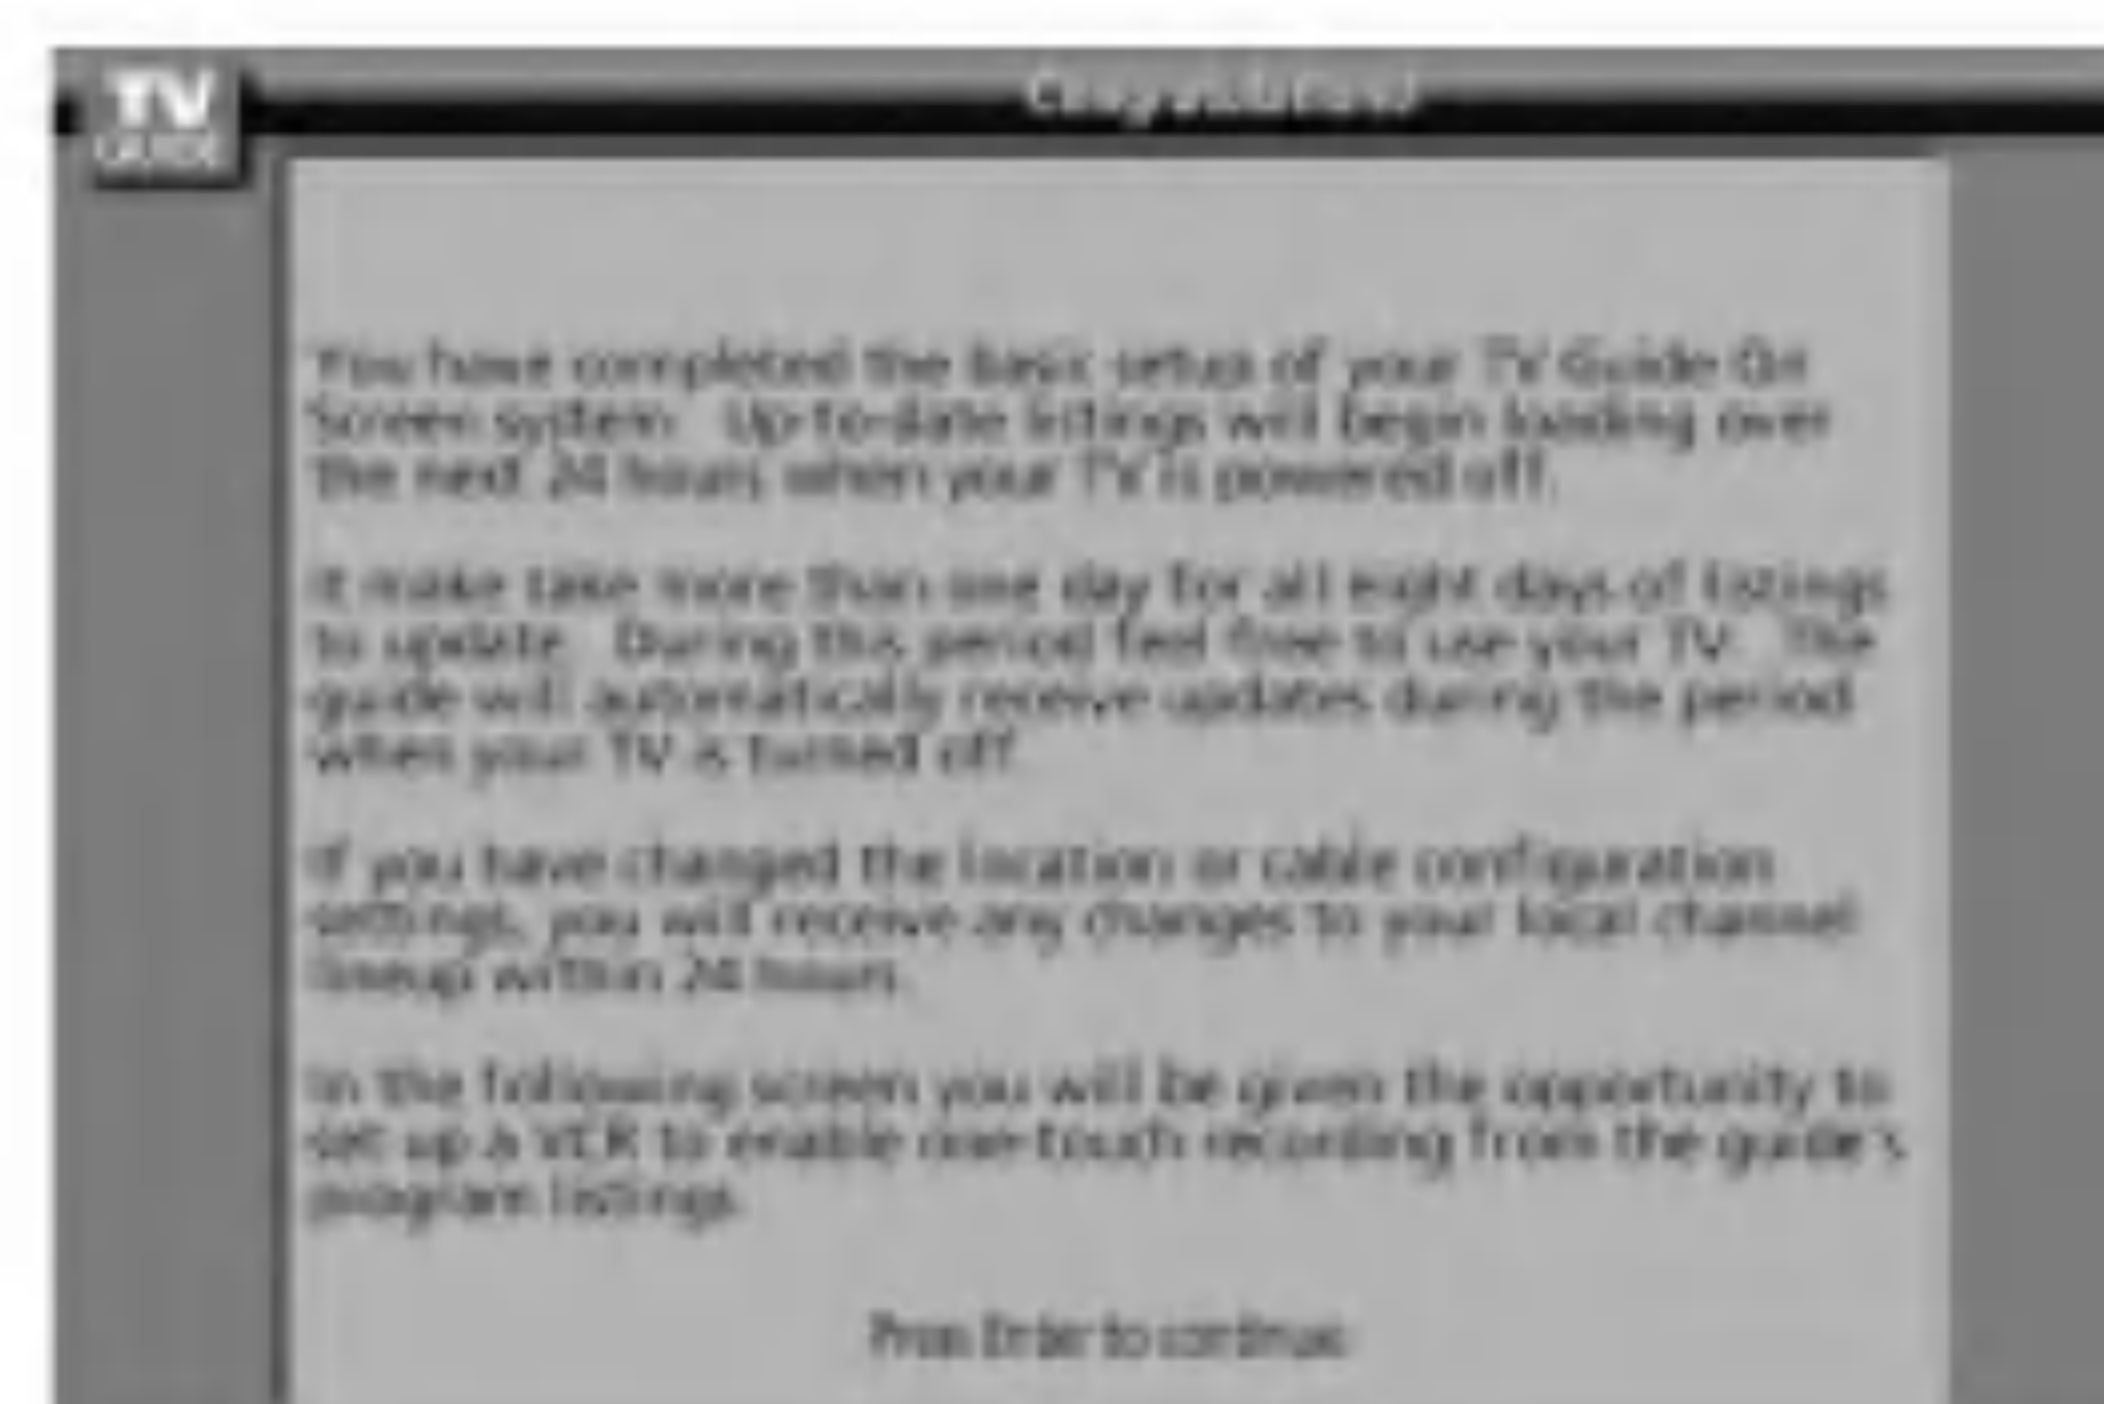 TV
GUIDE
You have completed the basic setup of your TV Guide On
Screen system. Up-to-date listings will begin loading over
the next 24 hours when your TV is powered off.
It make take more than one day for all eight days of listings
to update. During this period feel free to use your TV. The
guide will automatically receive updates during the period
when your TV is turned off.
If you have changed the location or cable configuration
settings, you will receive any changes to your local channel
lineup within 24 hours.
In the following screen you will be given the opportunity to
set up a VCR to enable one-touch recording from the guide's
program listings.
Press Enter to continue